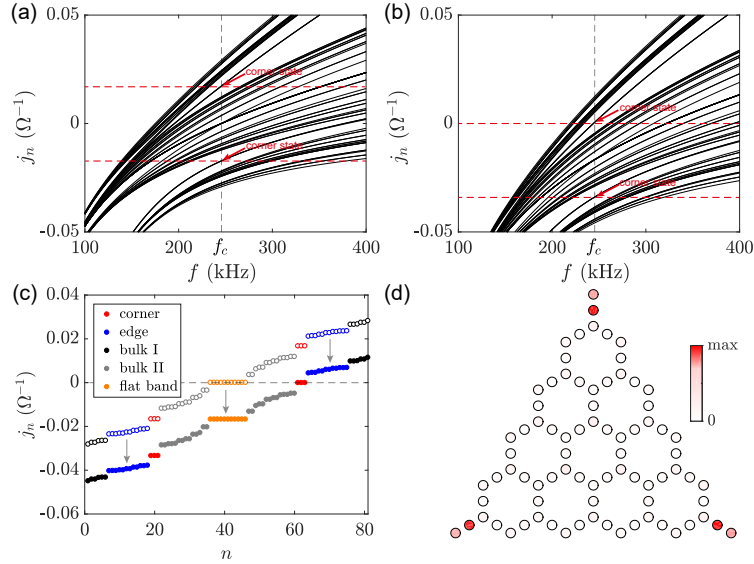 (a)
0.05
0
-0.05
j_n (Ω⁻¹)
corner state
corner state
100
200
f_c
300
400
f (kHz)
(b)
0.05
0
-0.05
j_n (Ω⁻¹)
corner state
corner state
100
200
f_c
300
400
f (kHz)
(c)
0.04
0.02
0
-0.02
-0.04
-0.06
j_n (Ω⁻¹)
corner
edge
bulk I
bulk II
flat band
0
20
40
60
80
n
(d)
max
0